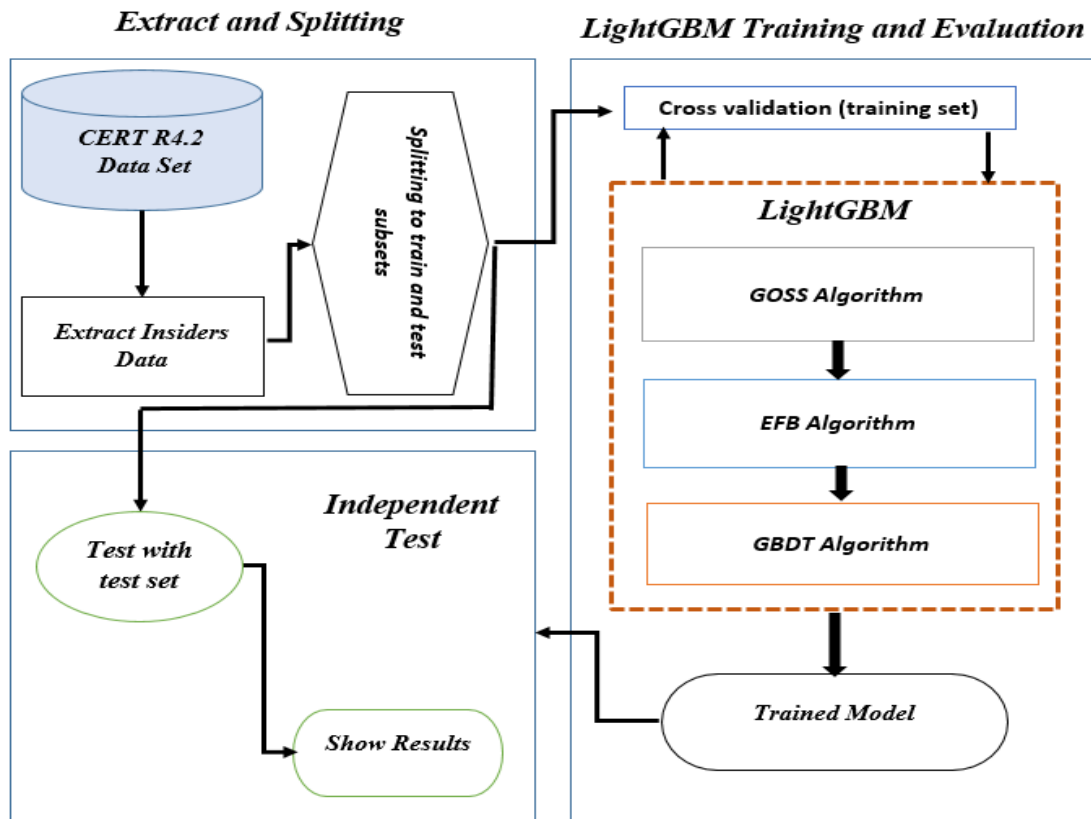 Extract and Splitting
CERT R4.2
Data Set
Extract Insiders
Data
Splitting to train and test
subsets
LightGBM Training and Evaluation
Cross validation (training set)
LightGBM
GOSS Algorithm
EFB Algorithm
GBDT Algorithm
Trained Model
Independent
Test
Test with
test set
Show Results